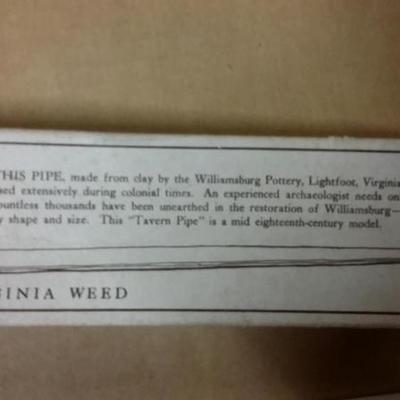 THIS PIPE, made from clay by the Williamsburg Pottery, Lightfoot, Virginia
sed extensively during colonial times. An experienced archaeologist needs on
ountless thousands have been unearthed in the restoration of Williamsburg—
y shape and size. This "Tavern Pipe" is a mid eighteenth-century model.
GINIA WEED